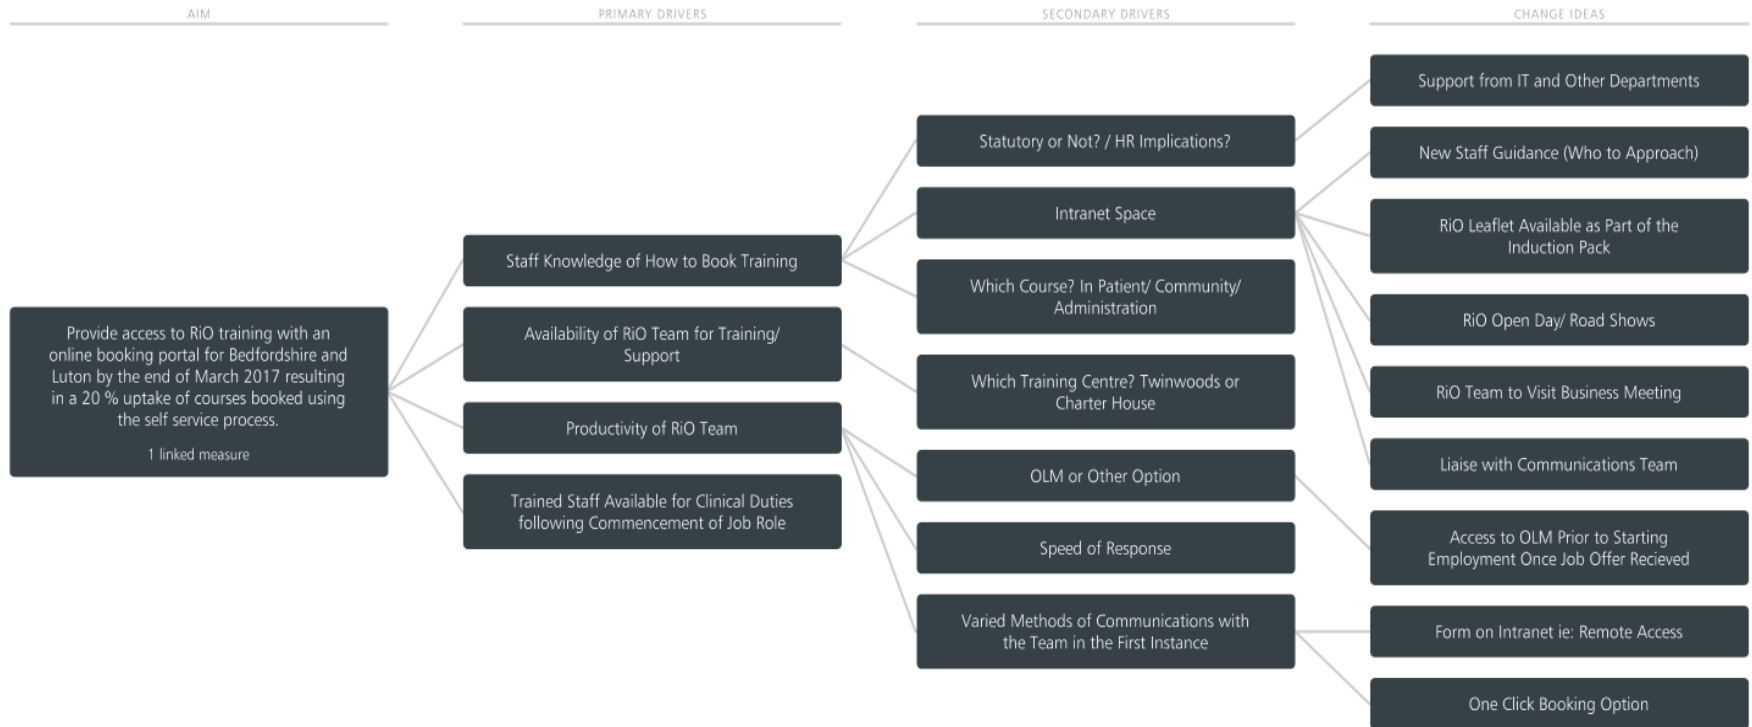 AIM
PRIMARY DRIVERS
SECONDARY DRIVERS
CHANGE IDEAS
Provide access to RiO training with an
online booking portal for Bedfordshire and
Luton by the end of March 2017 resulting
in a 20 % uptake of courses booked using
the self service process.
1 linked measure
Staff Knowledge of How to Book Training
Availability of RiO Team for Training/
Support
Productivity of RiO Team
Trained Staff Available for Clinical Duties
following Commencement of Job Role
Statutory or Not? / HR Implications?
Intranet Space
Which Course? In Patient/ Community/
Administration
Which Training Centre? Twinwoods or
Charter House
OLM or Other Option
Speed of Response
Varied Methods of Communications with
the Team in the First Instance
Support from IT and Other Departments
New Staff Guidance (Who to Approach)
RiO Leaflet Available as Part of the
Induction Pack
RiO Open Day/ Road Shows
RiO Team to Visit Business Meeting
Liaise with Communications Team
Access to OLM Prior to Starting
Employment Once Job Offer Recieved
Form on Intranet ie: Remote Access
One Click Booking Option